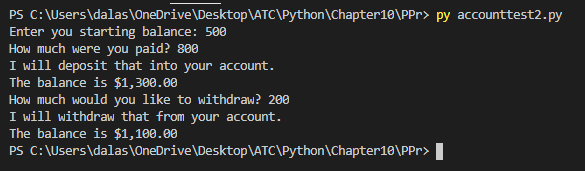 PS C:\Users\dalas\OneDrive\Desktop\ATC\Python\Chapter10\PPr> py accounttest2.py
Enter you starting balance: 500
How much were you paid? 800
I will deposit that into your account.
The balance is $1,300.00
How much would you like to withdraw? 200
I will withdraw that from your account.
The balance is $1,100.00
PS C:\Users\dalas\OneDrive\Desktop\ATC\Python\Chapter10\PPr>